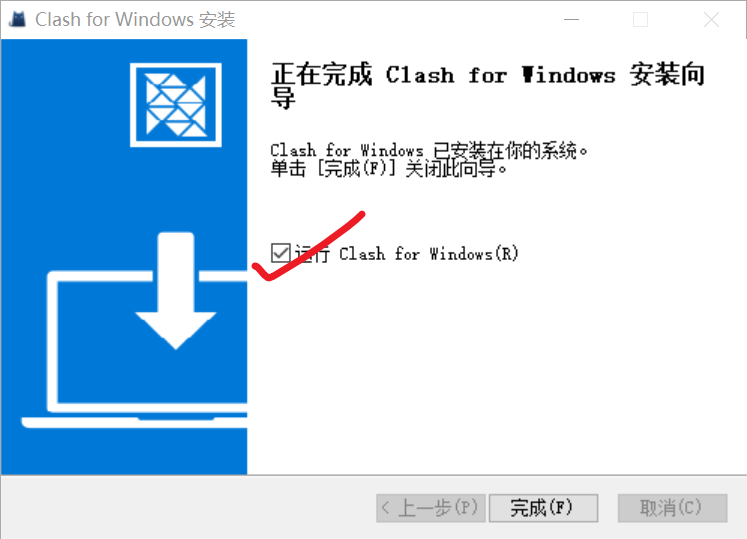 Clash for Windows 安装
正在完成 Clash for Windows 安装向
导
Clash for Windows 已安装在你的系统。
单击 [完成(F)] 关闭此向导。
运行 Clash for Windows(R)
< 上一步(P)
完成(F)
取消(C)